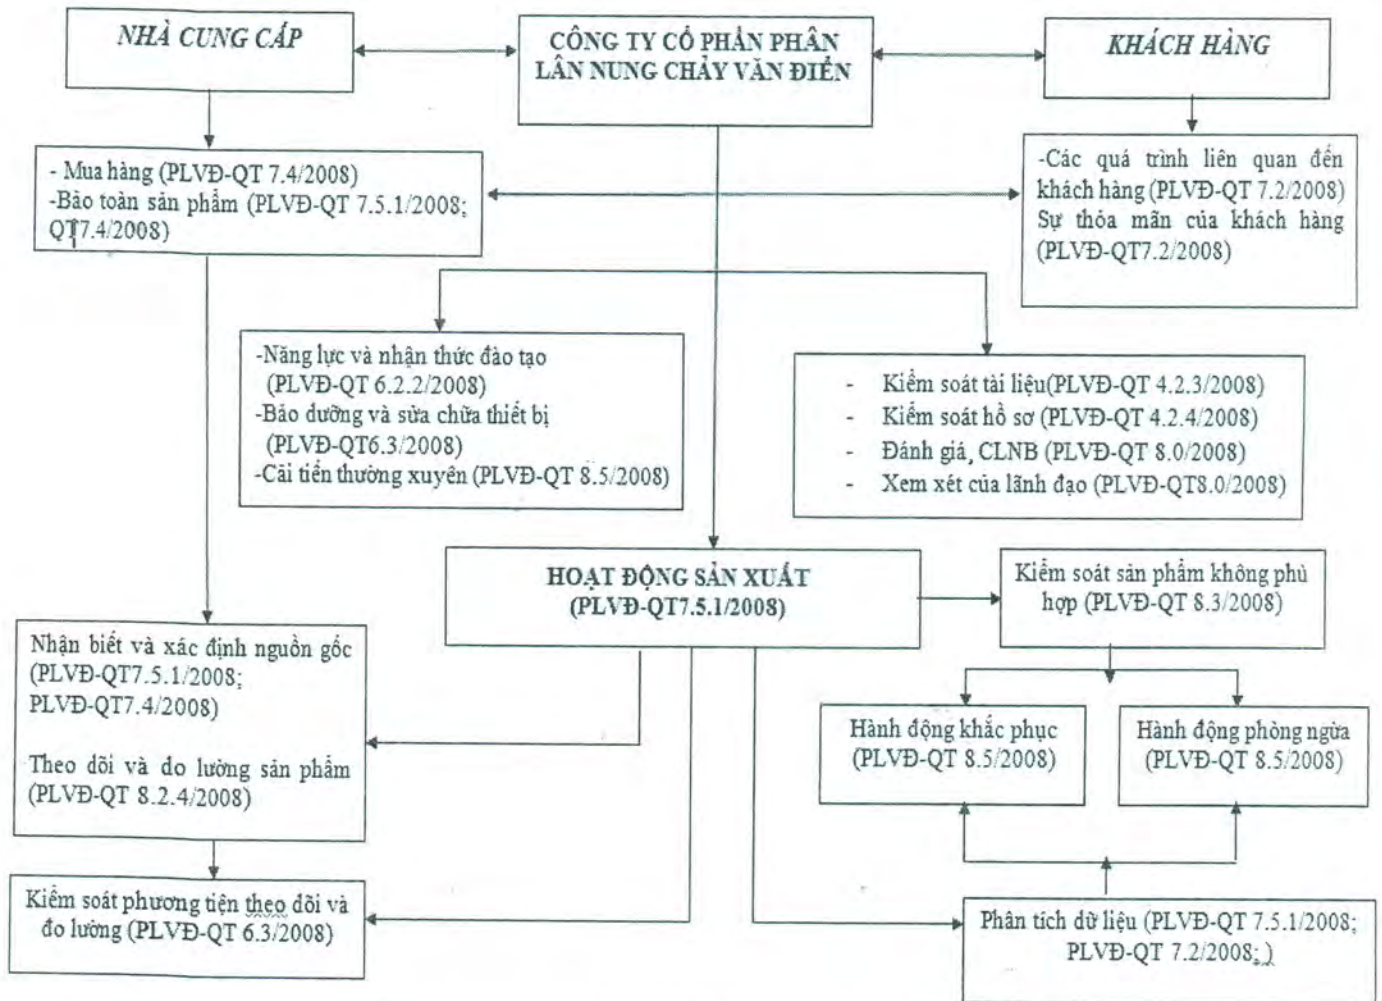 NHÀ CUNG CẤP
CÔNG TY CỔ PHẦN PHÂN
LÂN NUNG CHẢY VĂN ĐIỂN
KHÁCH HÀNG
- Mua hàng (PLVĐ-QT 7.4/2008)
-Bảo toàn sản phẩm (PLVĐ-QT 7.5.1/2008;
QT7.4/2008)
-Các quá trình liên quan đến
khách hàng (PLVĐ-QT 7.2/2008)
Sự thỏa mãn của khách hàng
(PLVĐ-QT7.2/2008)
-Năng lực và nhận thức đào tạo
(PLVĐ-QT 6.2.2/2008)
-Bảo dưỡng và sửa chữa thiết bị
(PLVĐ-QT6.3/2008)
-Cải tiến thường xuyên (PLVĐ-QT 8.5/2008)
- Kiểm soát tài liệu(PLVĐ-QT 4.2.3/2008)
- Kiểm soát hồ sơ (PLVĐ-QT 4.2.4/2008)
- Đánh giá, CLNB (PLVĐ-QT 8.0/2008)
- Xem xét của lãnh đạo (PLVĐ-QT8.0/2008)
HOẠT ĐỘNG SẢN XUẤT
(PLVĐ-QT7.5.1/2008)
Kiểm soát sản phẩm không phù
hợp (PLVĐ-QT 8.3/2008)
Nhận biết và xác định nguồn gốc
(PLVĐ-QT7.5.1/2008;
PLVĐ-QT7.4/2008)
Theo dõi và đo lường sản phẩm
(PLVĐ-QT 8.2.4/2008)
Hành động khắc phục
(PLVĐ-QT 8.5/2008)
Hành động phòng ngừa
(PLVĐ-QT 8.5/2008)
Kiểm soát phương tiện theo dõi và
đo lường (PLVĐ-QT 6.3/2008)
Phân tích dữ liệu (PLVĐ-QT 7.5.1/2008;
PLVĐ-QT 7.2/2008; )